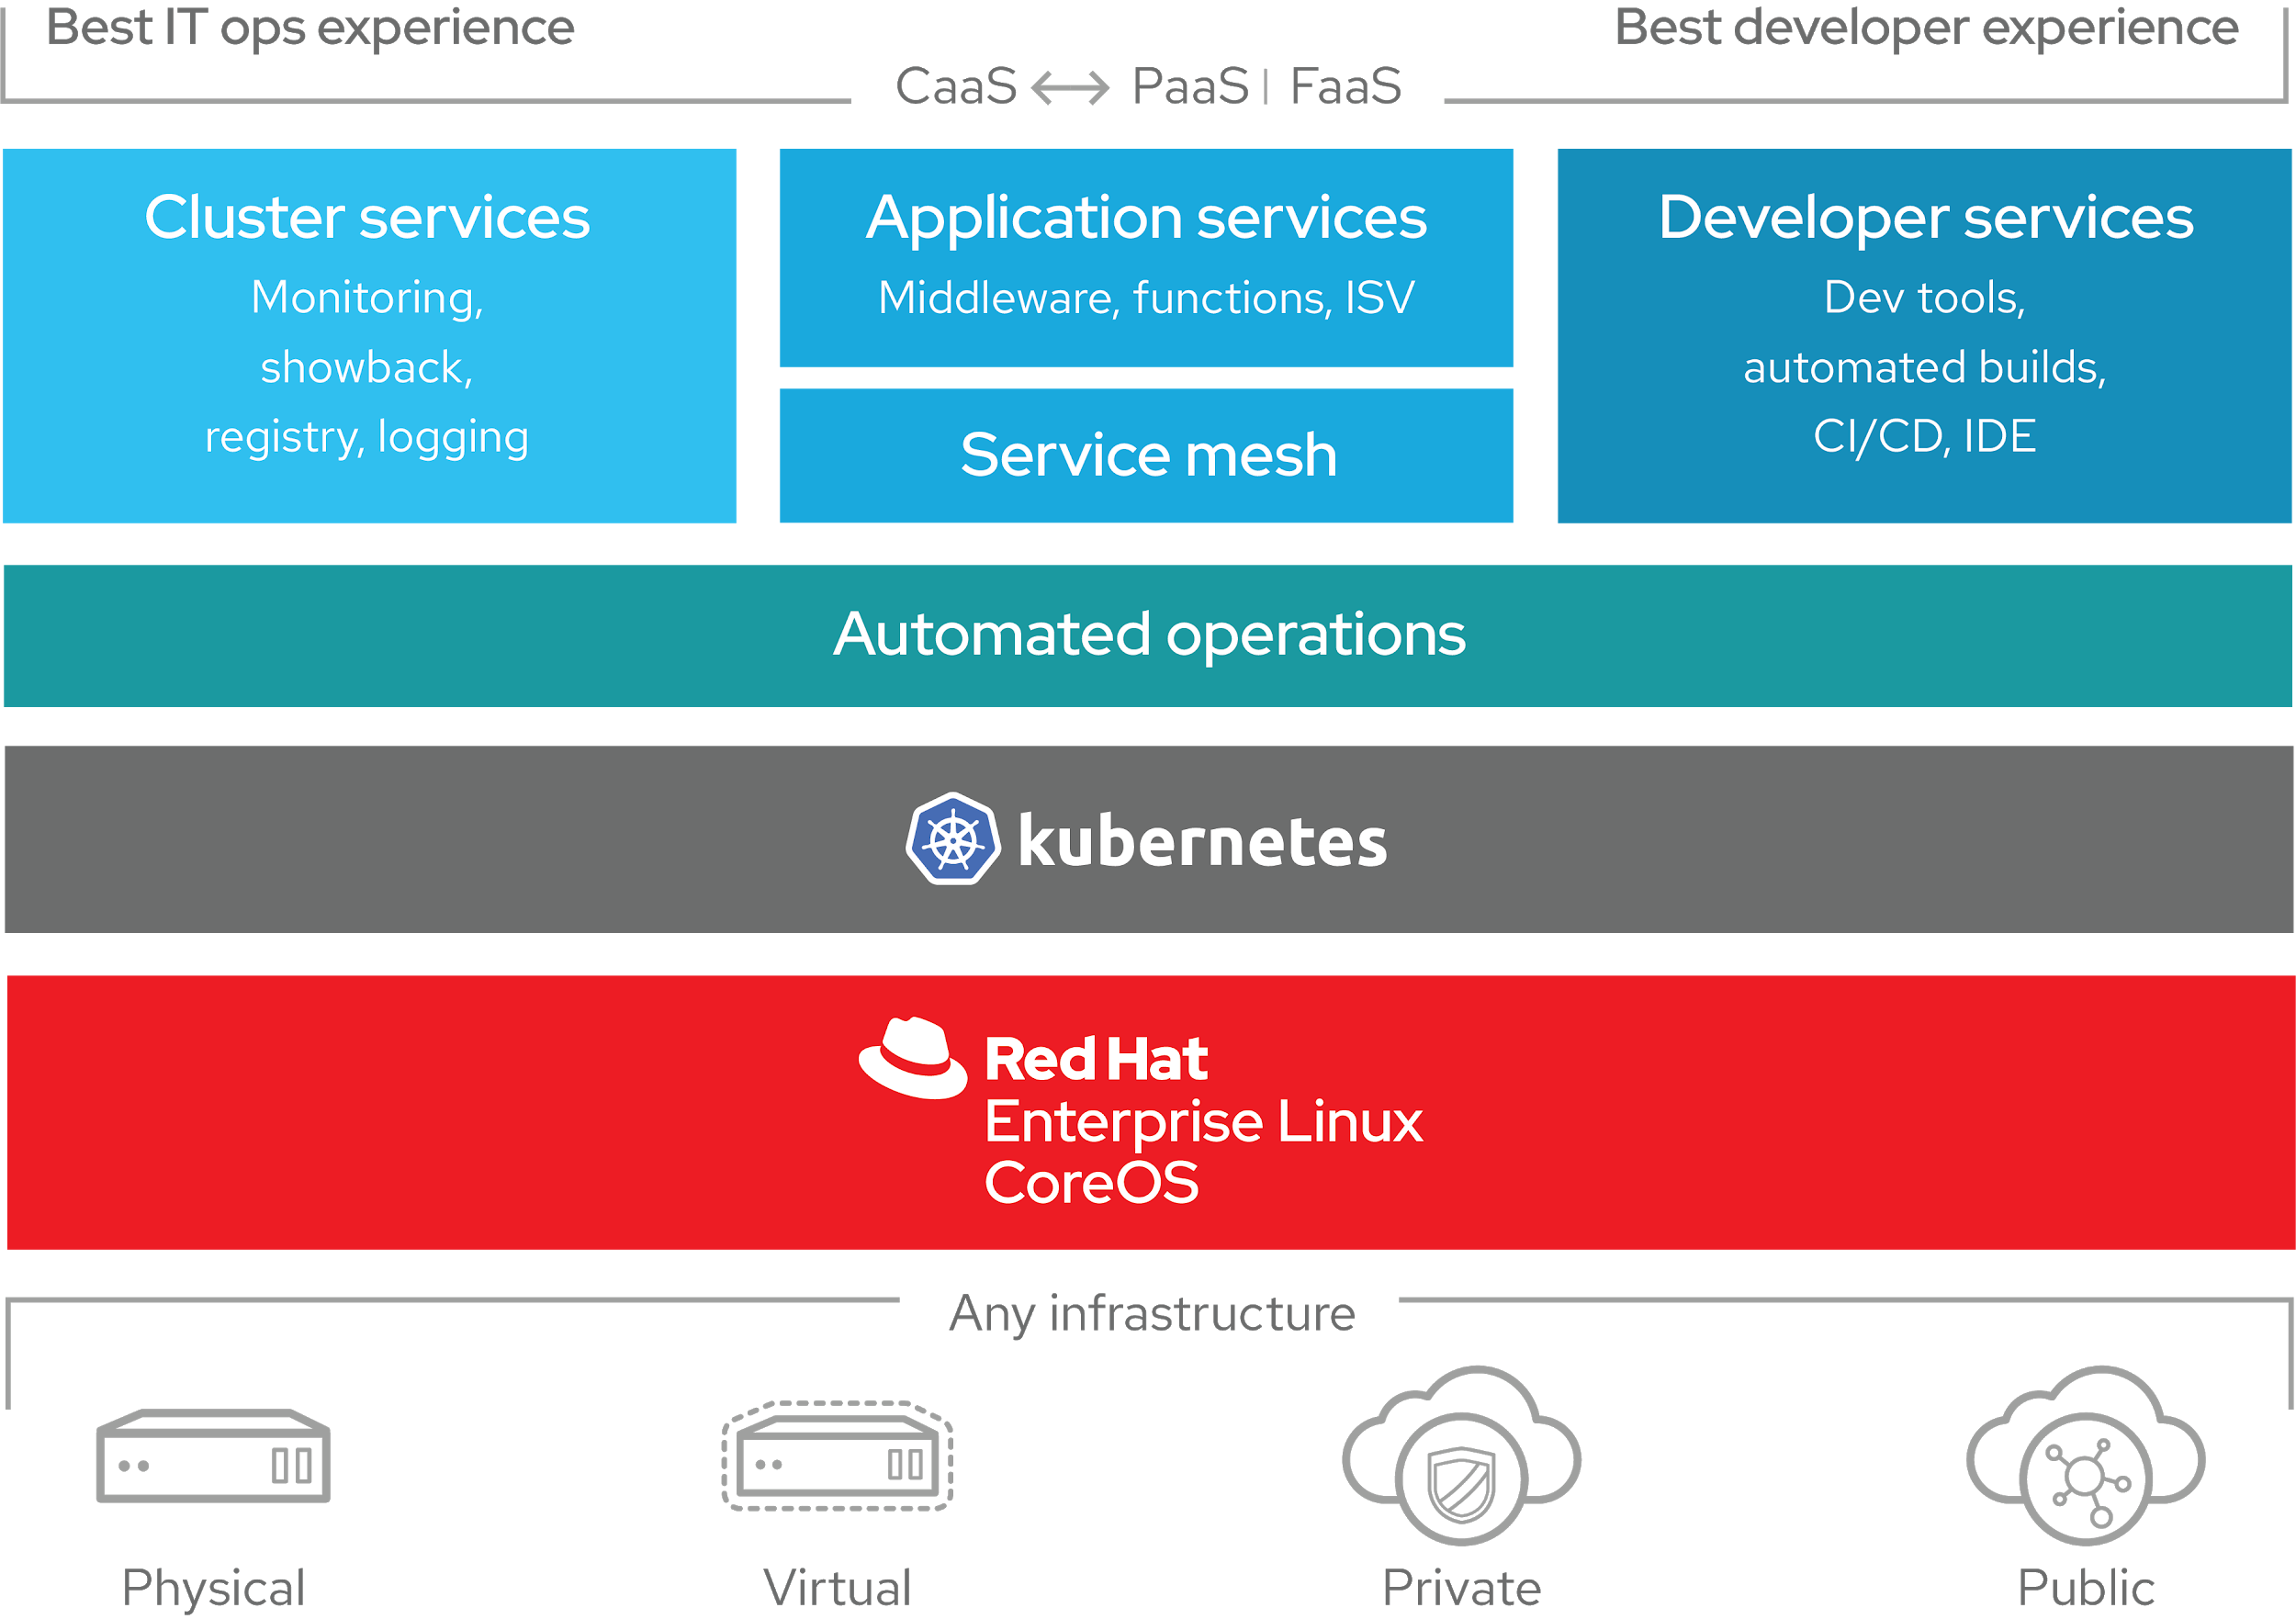 Best IT ops experience
Best developer experience
CaaS ↔ PaaS | FaaS
Cluster services
Monitoring,
showback,
registry, logging
Application services
Middleware, functions, ISV
Service mesh
Developer services
Dev tools,
automated builds,
CI/CD, IDE
Automated operations
kubernetes
Red Hat
Enterprise Linux
CoreOS
Any infrastructure
Physical
Virtual
Private
Public